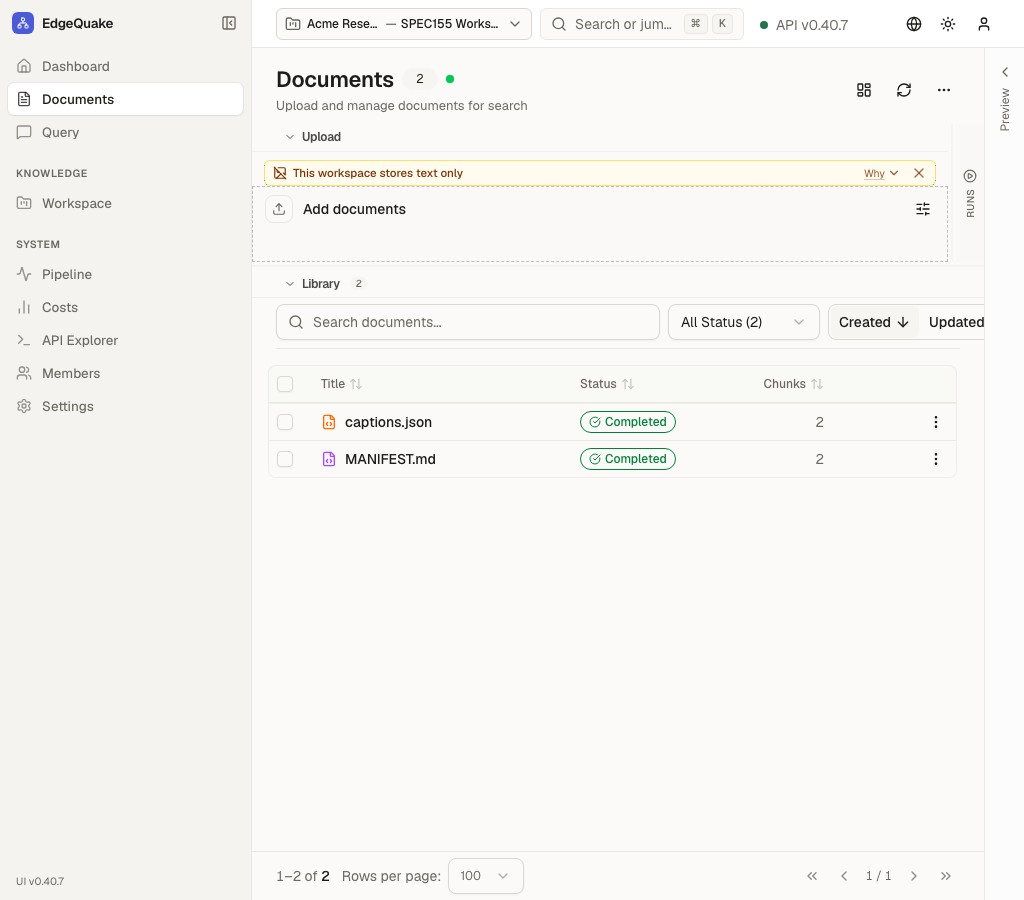 EdgeQuake
Dashboard
Documents
Query
KNOWLEDGE
Workspace
SYSTEM
Pipeline
Costs
API Explorer
Members
Settings
UI v0.40.7
Acme Rese... — SPEC155 Works...
Search or jum... ⌘ K
API v0.40.7
Documents 2
Upload and manage documents for search
Upload
This workspace stores text only Why
Add documents
RUNS
Preview
Library 2
Search documents... All Status (2) Created Updated
Title Status Chunks
captions.json Completed 2
MANIFEST.md Completed 2
1–2 of 2 Rows per page: 100 1 / 1